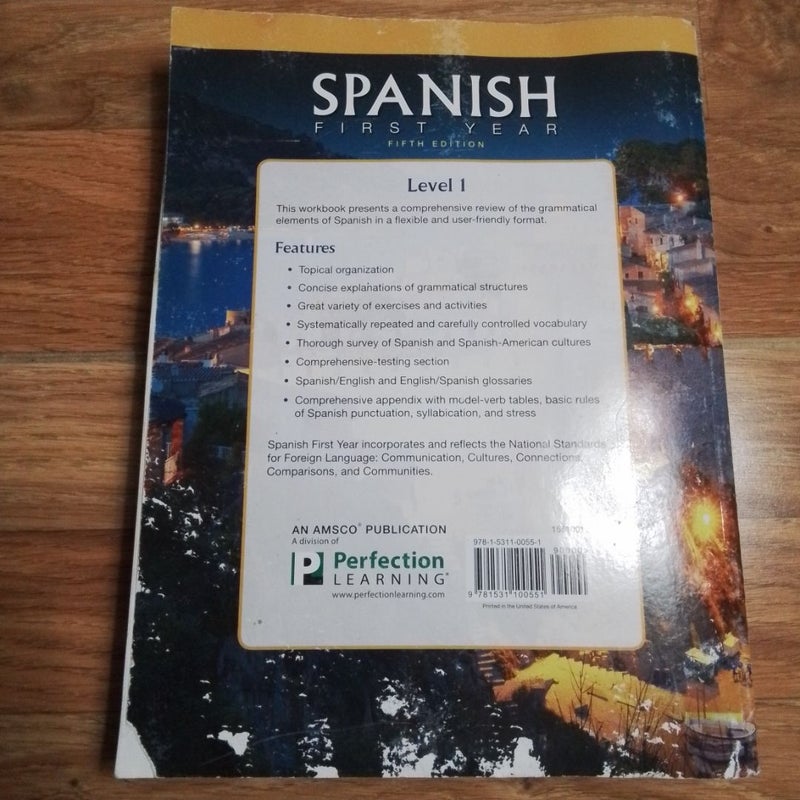 SPANISH
FIRST YEAR
FIFTH EDITION
Level 1
This workbook presents a comprehensive review of the grammatical
elements of Spanish in a flexible and user-friendly format.
Features
• Topical organization
• Concise explanations of grammatical structures
• Great variety of exercises and activities
• Systematically repeated and carefully controlled vocabulary
• Thorough survey of Spanish and Spanish-American cultures
• Comprehensive-testing section
• Spanish/English and English/Spanish glossaries
• Comprehensive appendix with mudel-verb tables, basic rules
of Spanish punctuation, syllabication, and stress
Spanish First Year incorporates and reflects the National Standards
for Foreign Language: Communication, Cultures, Connections,
Comparisons, and Communities.
AN AMSCO® PUBLICATION
A division of
P Perfection
LEARNING®
www.perfectionlearning.com
978-1-5311-0055-1
9 781531 100551
Printed in the United States of America